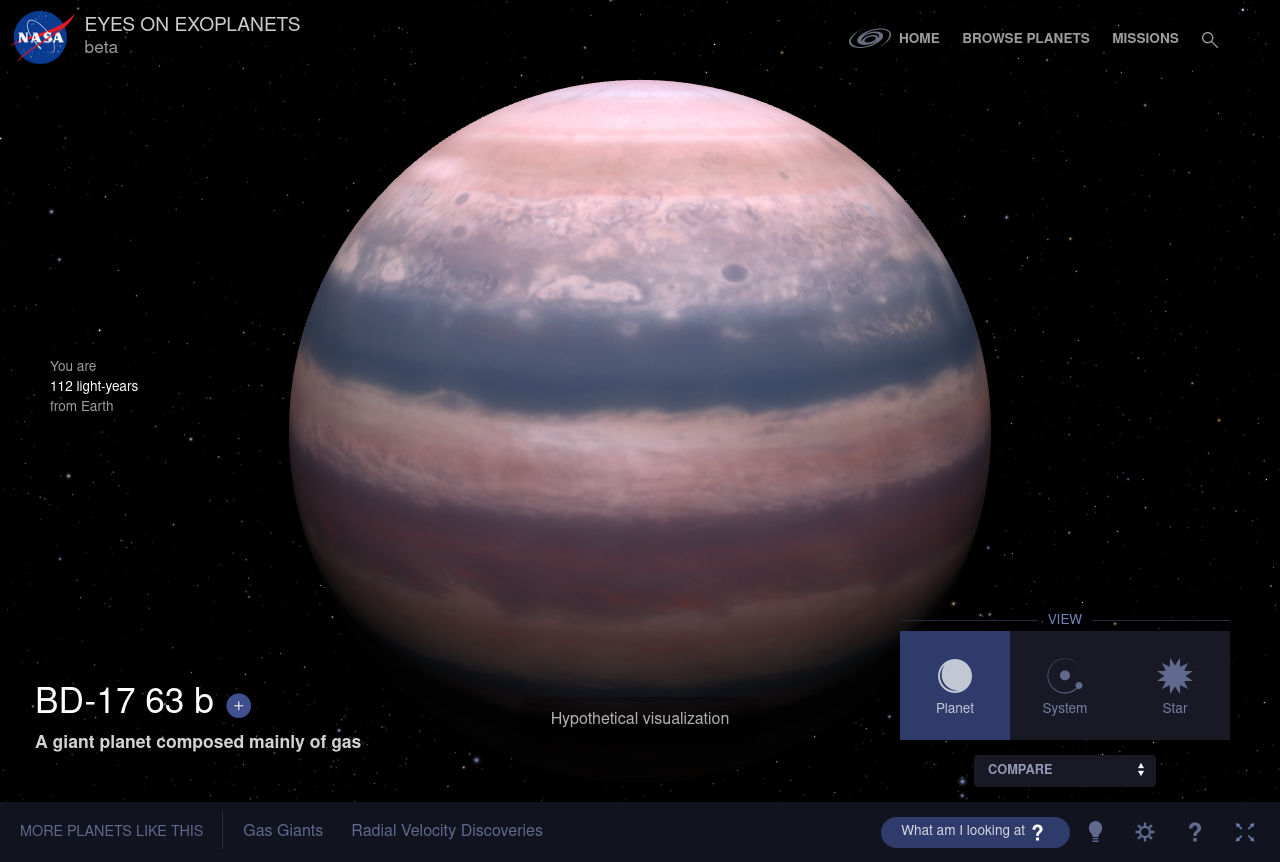 NASA
EYES ON EXOPLANETS
beta
HOME
BROWSE PLANETS
MISSIONS
You are
112 light-years
from Earth
VIEW
Planet
System
Star
BD-17 63 b +
A giant planet composed mainly of gas
Hypothetical visualization
COMPARE
MORE PLANETS LIKE THIS
Gas Giants
Radial Velocity Discoveries
What am I looking at ?
?